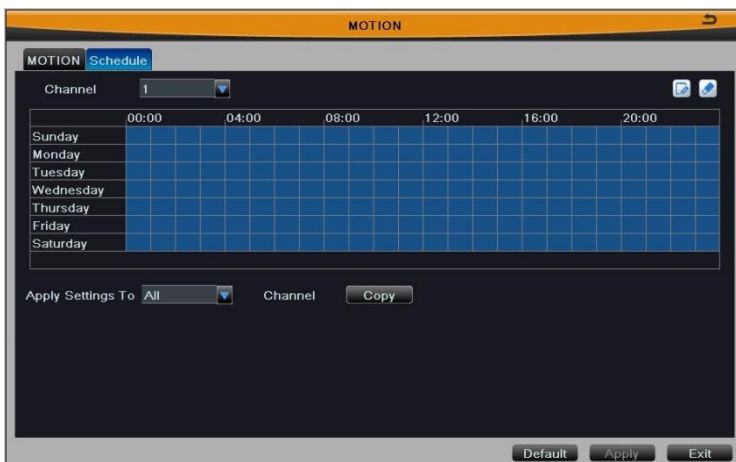 MOTION
MOTION Schedule
Channel 1
00:00 04:00 08:00 12:00 16:00 20:00
Sunday
Monday
Tuesday
Wednesday
Thursday
Friday
Saturday
Apply Settings To All Channel Copy
Default Apply Exit